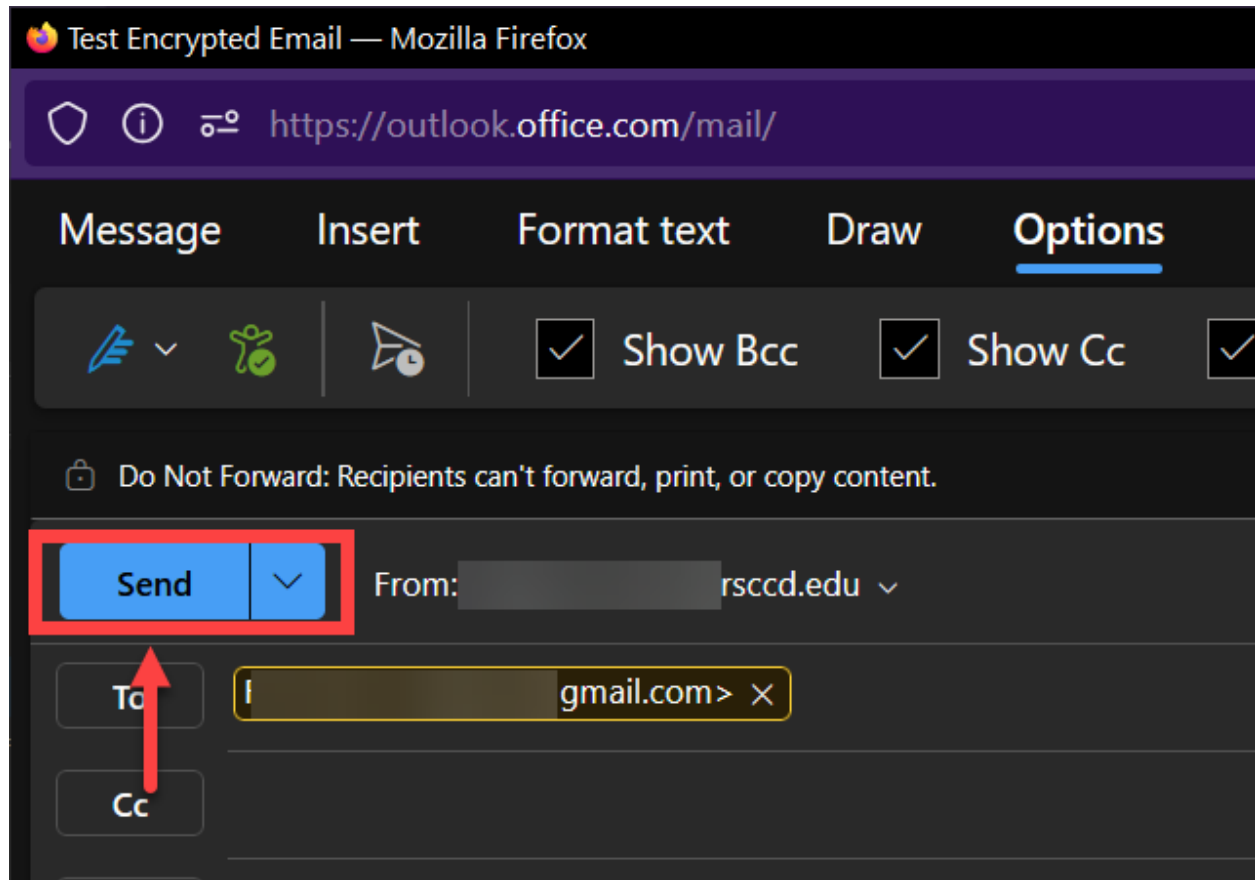 Test Encrypted Email — Mozilla Firefox
https://outlook.office.com/mail/
Message Insert Format text Draw Options
Show Bcc Show Cc
Do Not Forward: Recipients can't forward, print, or copy content.
Send From: rsccd.edu
To gmail.com>
Cc